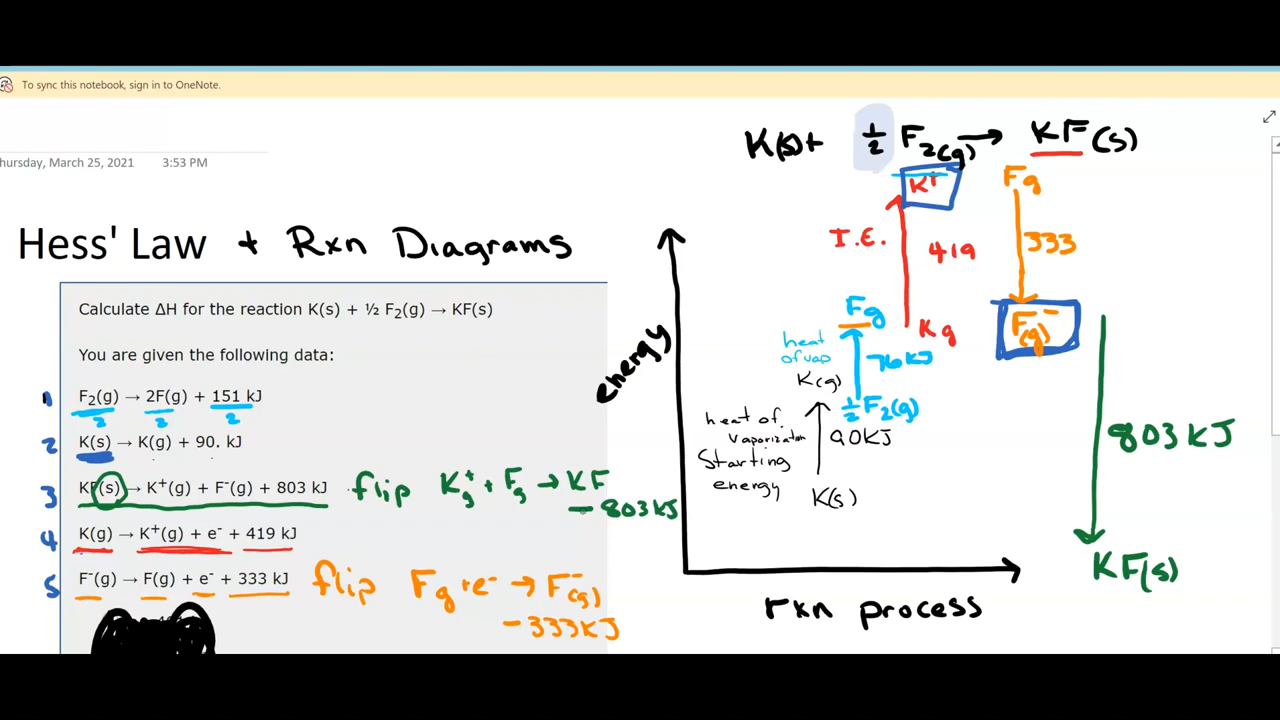 To sync this notebook, sign in to OneNote.
hursday, March 25, 2021 3:53 PM
Hess' Law + Rxn Diagrams
Calculate ΔH for the reaction K(s) + ½ F₂(g) → KF(s)
You are given the following data:
1 F₂(g) → 2F(g) + 151 kJ
2 2 2
2 K(s) → K(g) + 90. kJ
3 KF(s) → K⁺(g) + F⁻(g) + 803 kJ flip K⁺g + Fg → KF
- 803 kJ
4 K(g) → K⁺(g) + e⁻ + 419 kJ
5 F⁻(g) → F(g) + e⁻ + 333 kJ flip Fg + e⁻ → F⁻(g)
- 333 kJ
K(s) + ½ F₂(g) → KF(s)
K⁺
Fg
I.E.
419
333
Fg
Kg
F⁻(g)
heat
of vap
76 kJ
K(g)
½ F₂(g)
heat of
vaporization
90 kJ
Starting
energy
K(s)
803 kJ
KF(s)
energy
rxn process